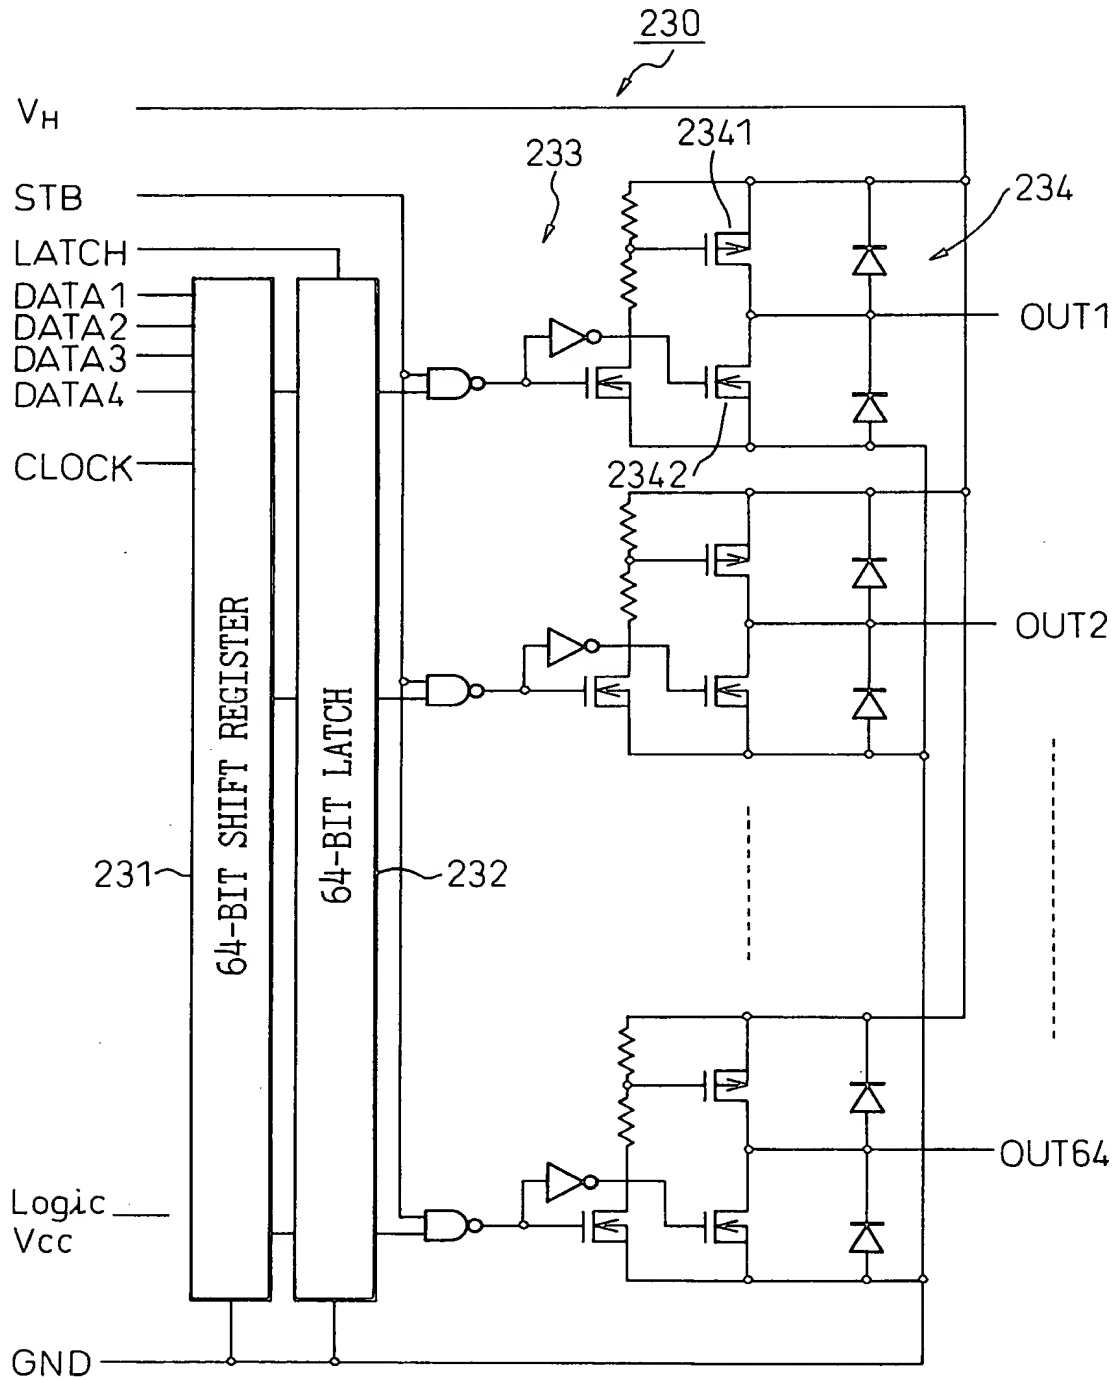 230
VH
2341
233
STB
234
LATCH
DATA1
DATA2
DATA3
DATA4
OUT1
CLOCK
2342
OUT2
64-BIT SHIFT REGISTER
64-BIT LATCH
231
232
OUT64
Logic
Vcc
GND